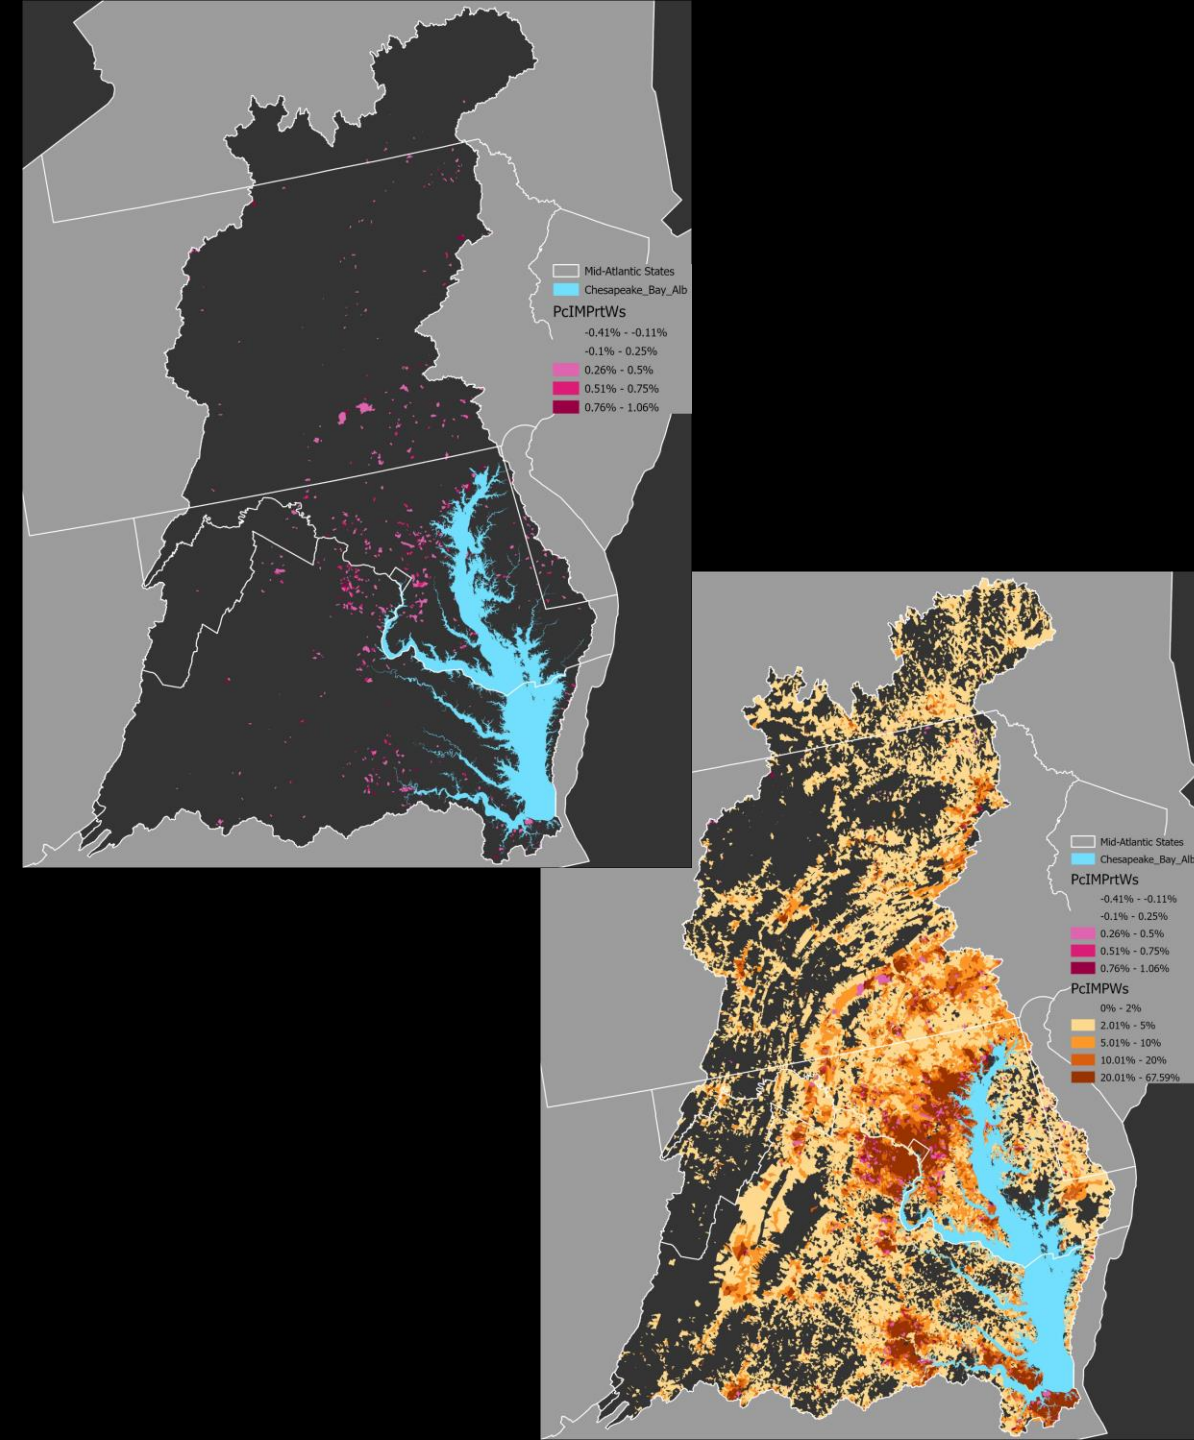 Mid-Atlantic States
Chesapeake_Bay_Alb
PcIMPrtWs
-0.41% - -0.11%
-0.1% - 0.25%
0.26% - 0.5%
0.51% - 0.75%
0.76% - 1.06%
Mid-Atlantic States
Chesapeake_Bay_Alb
PcIMPrtWs
-0.41% - -0.11%
-0.1% - 0.25%
0.26% - 0.5%
0.51% - 0.75%
0.76% - 1.06%
PcIMPWs
0% - 2%
2.01% - 5%
5.01% - 10%
10.01% - 20%
20.01% - 67.59%